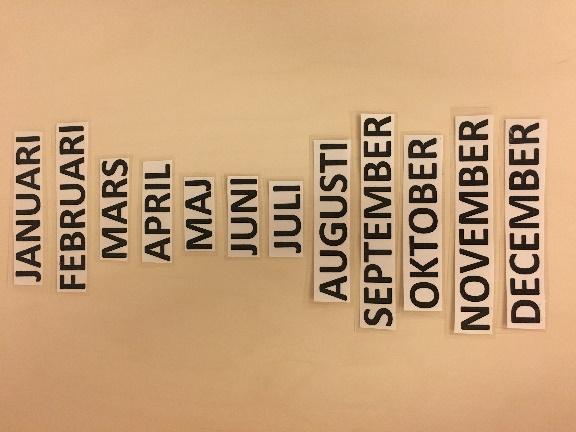 JANUARI
FEBRUARI
MARS
APRIL
MAJ
JUNI
JULI
AUGUSTI
SEPTEMBER
OKTOBER
NOVEMBER
DECEMBER